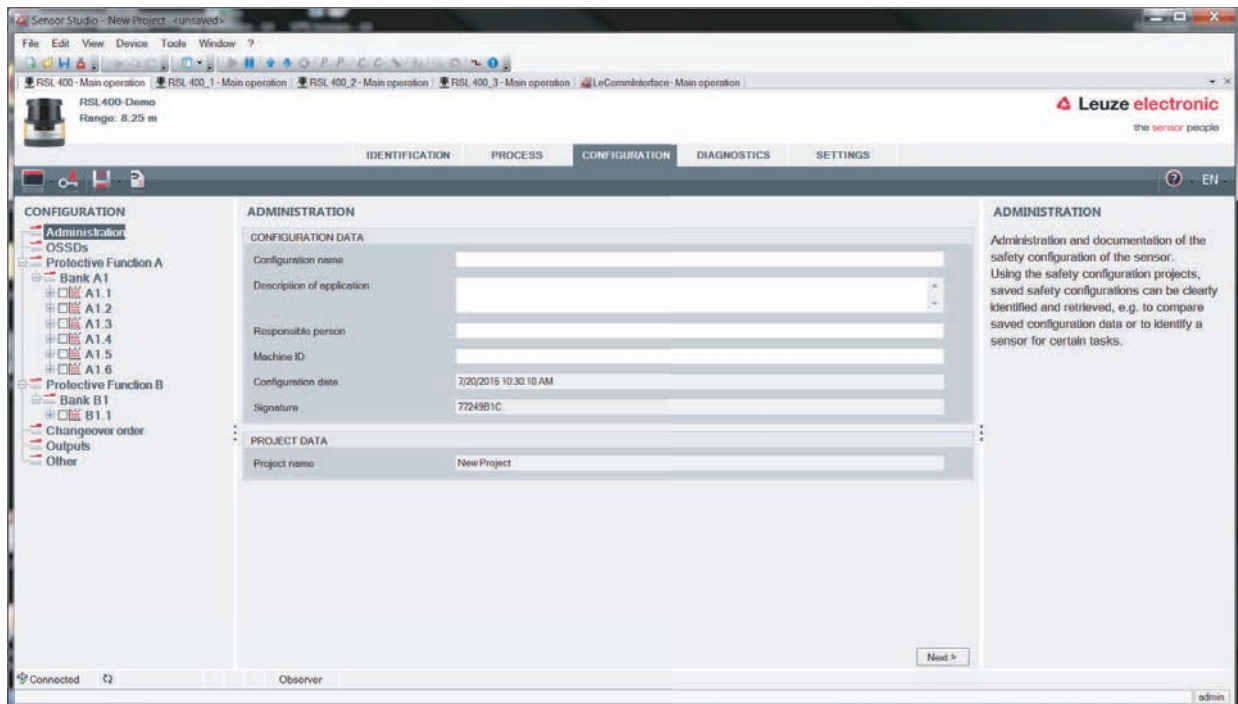 Sensor Studio - New Project <unsaved>
File Edit View Device Tools Window ?
RSL 400 - Main operation RSL 400_1 - Main operation RSL 400_2 - Main operation RSL 400_3 - Main operation LeCommInterface - Main operation
RSL400-Demo
Range: 8.25 m
Leuze electronic
the sensor people
IDENTIFICATION PROCESS CONFIGURATION DIAGNOSTICS SETTINGS
EN
CONFIGURATION
Administration
OSSDs
Protective Function A
Bank A1
A1.1
A1.2
A1.3
A1.4
A1.5
A1.6
Protective Function B
Bank B1
B1.1
Changeover order
Outputs
Other
ADMINISTRATION
CONFIGURATION DATA
Configuration name
Description of application
Responsible person
Machine ID
Configuration date 7/20/2015 10:30:10 AM
Signature 77249B1C
PROJECT DATA
Project name New Project
Next >
ADMINISTRATION
Administration and documentation of the
safety configuration of the sensor.
Using the safety configuration projects,
saved safety configurations can be clearly
identified and retrieved, e.g. to compare
saved configuration data or to identify a
sensor for certain tasks.
Connected Observer
admin